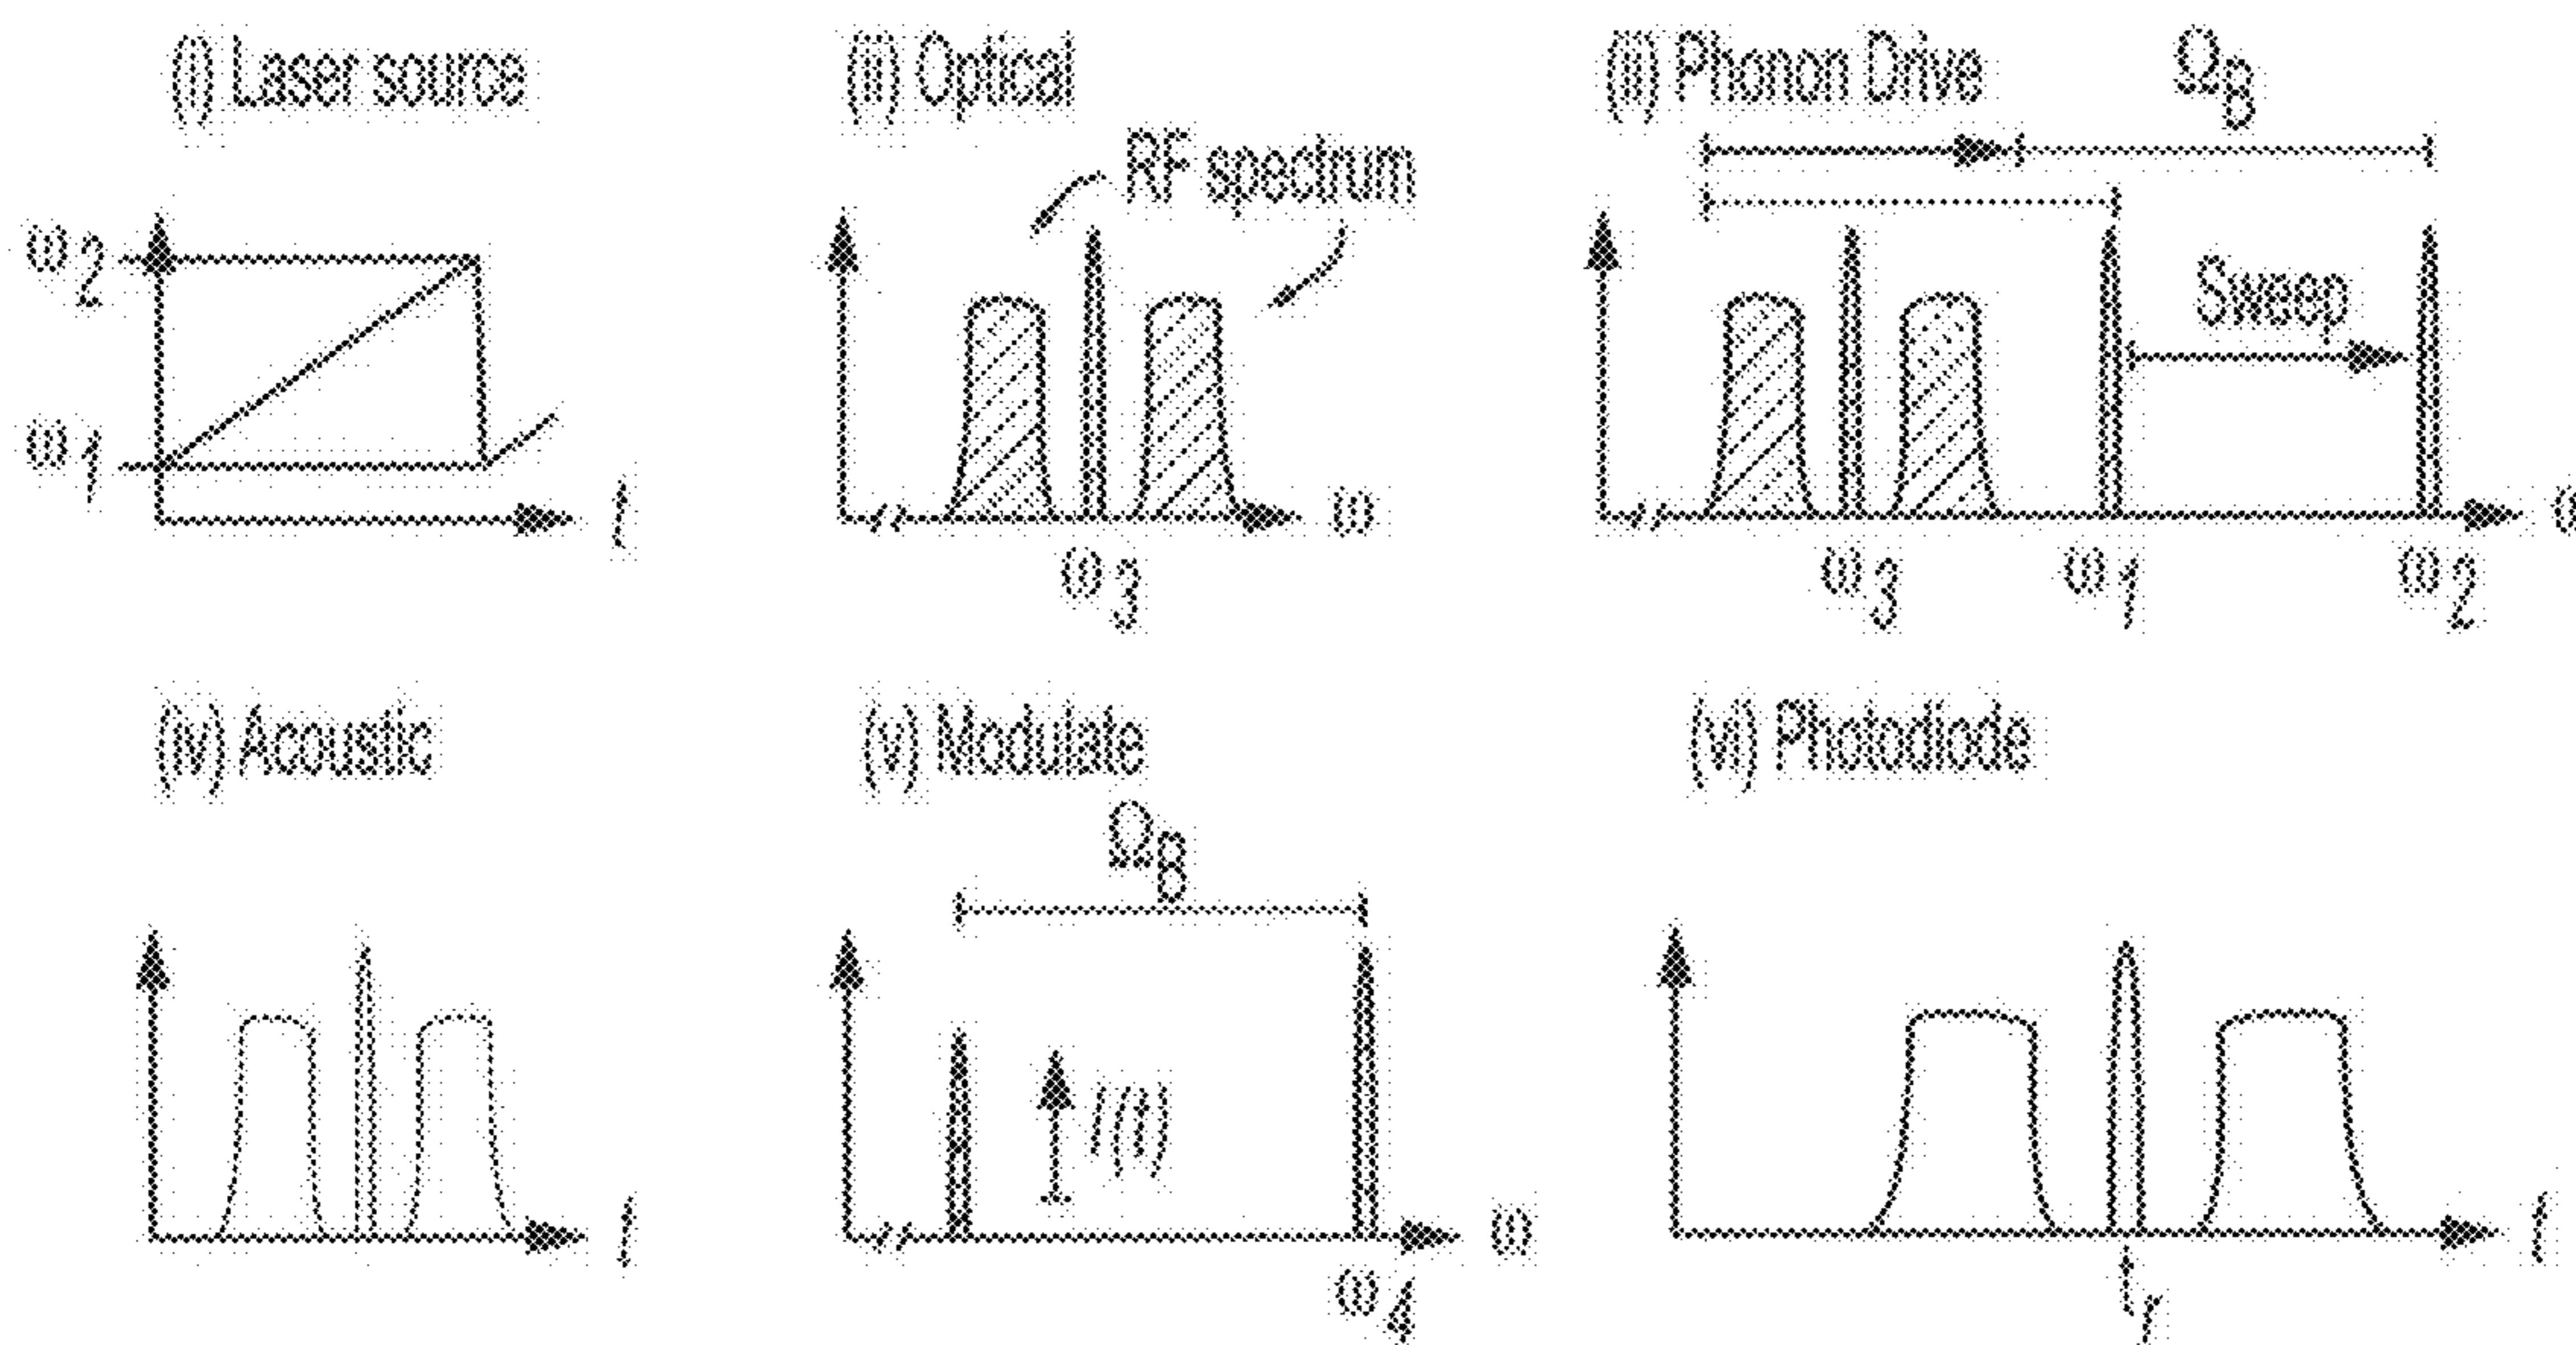 (i) Laser source
ω2
ω1
t
(ii) Optical
RF spectrum
ω
ω3
(iii) Phonon Drive
ΩB
Sweep
ω3
ω1
ω2
(iv) Acoustic
t
(v) Modulate
ΩB
I(t)
ω
ω4
(vi) Photodiode
t